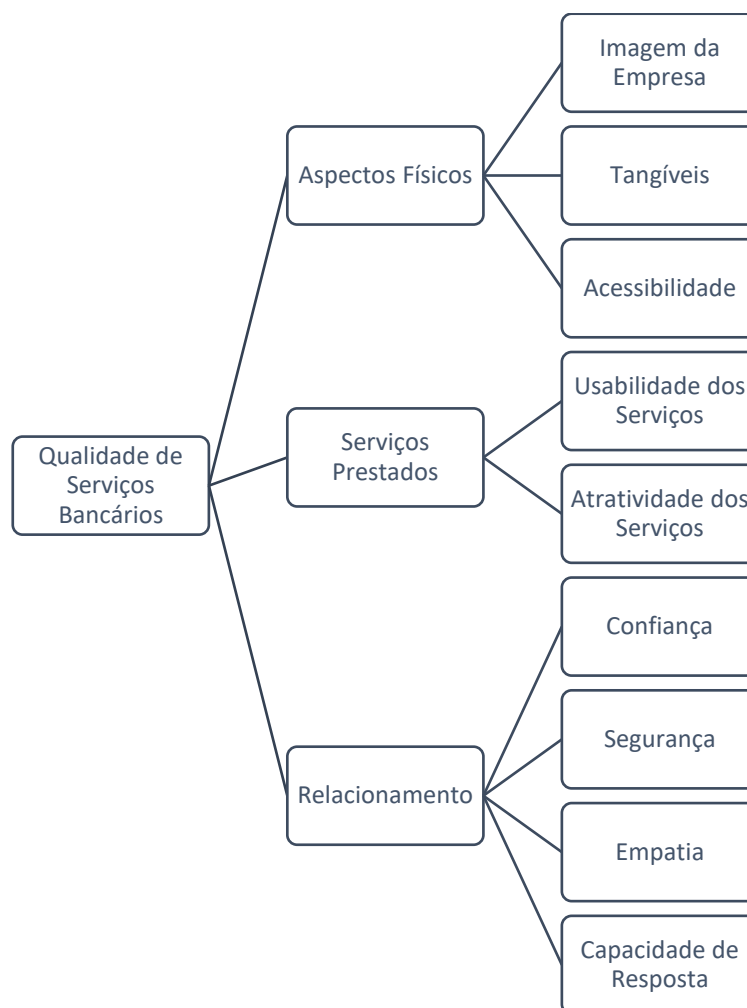 Imagem da
Empresa
Aspectos Físicos
Tangíveis
Acessibilidade
Usabilidade dos
Serviços
Serviços
Prestados
Qualidade de
Serviços
Bancários
Atratividade dos
Serviços
Confiança
Segurança
Relacionamento
Empatia
Capacidade de
Resposta